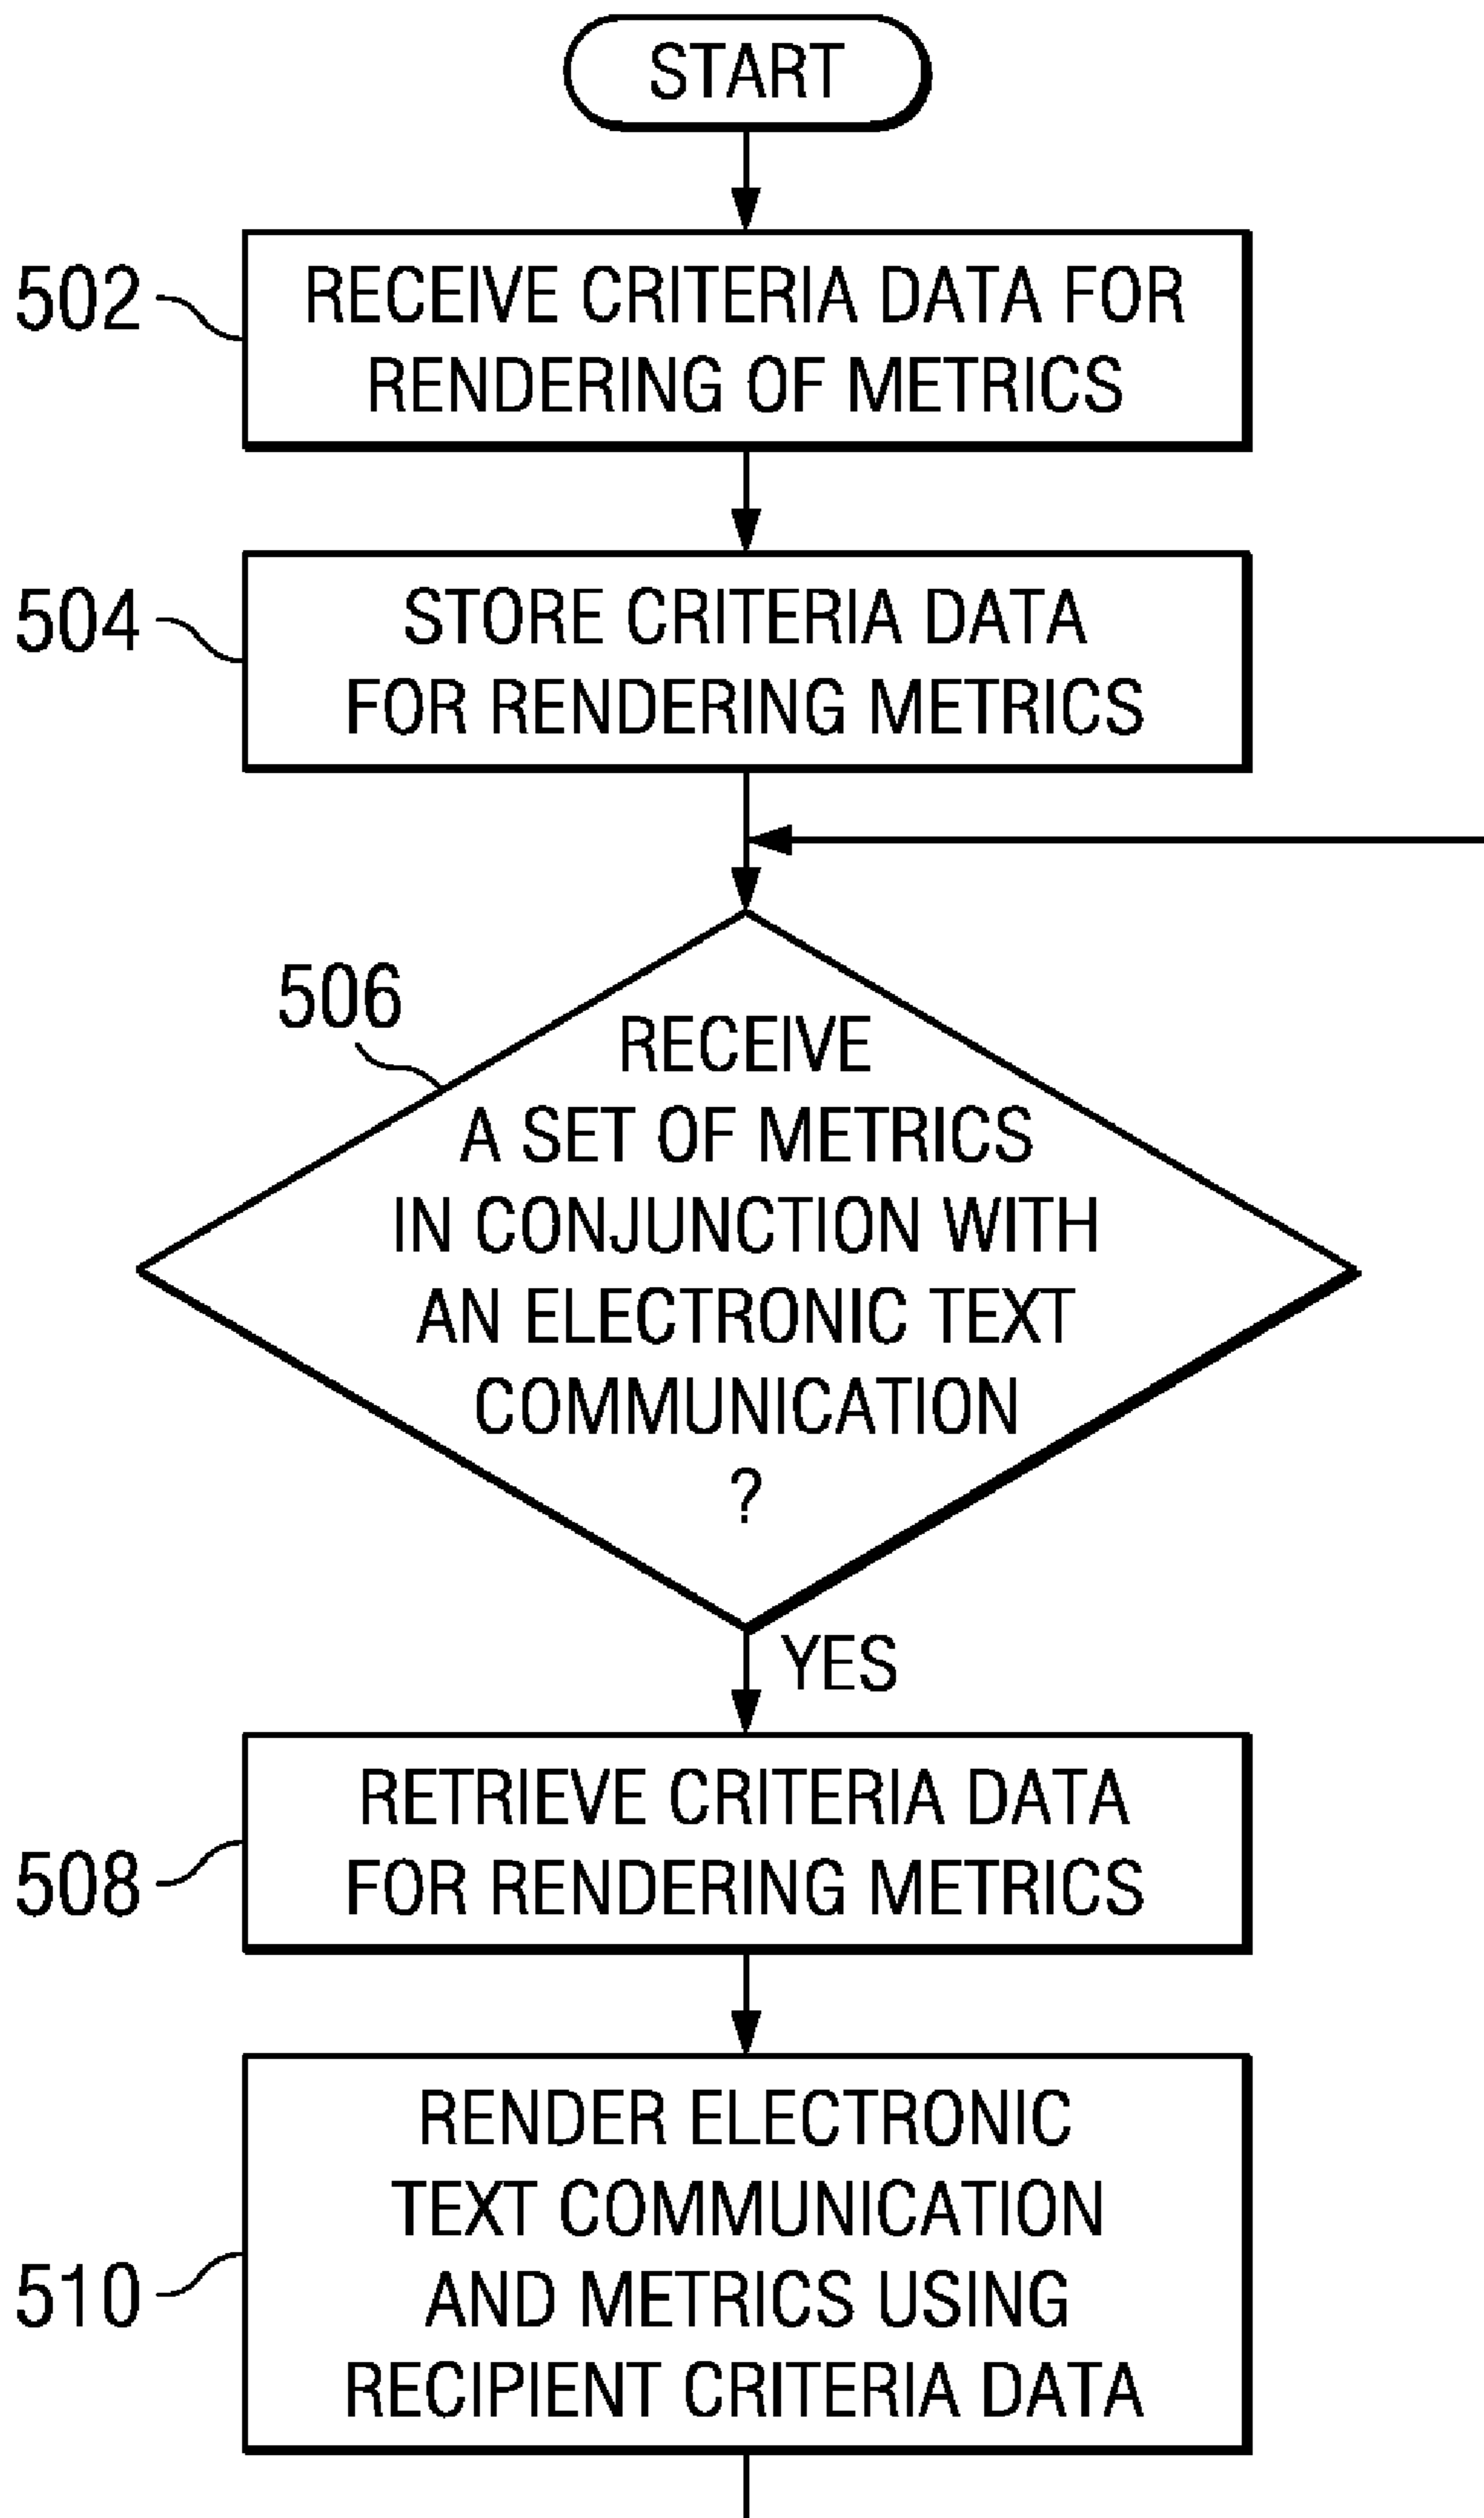 START
502
RECEIVE CRITERIA DATA FOR
RENDERING OF METRICS
504
STORE CRITERIA DATA
FOR RENDERING METRICS
506
RECEIVE
A SET OF METRICS
IN CONJUNCTION WITH
AN ELECTRONIC TEXT
COMMUNICATION
?
YES
508
RETRIEVE CRITERIA DATA
FOR RENDERING METRICS
510
RENDER ELECTRONIC
TEXT COMMUNICATION
AND METRICS USING
RECIPIENT CRITERIA DATA